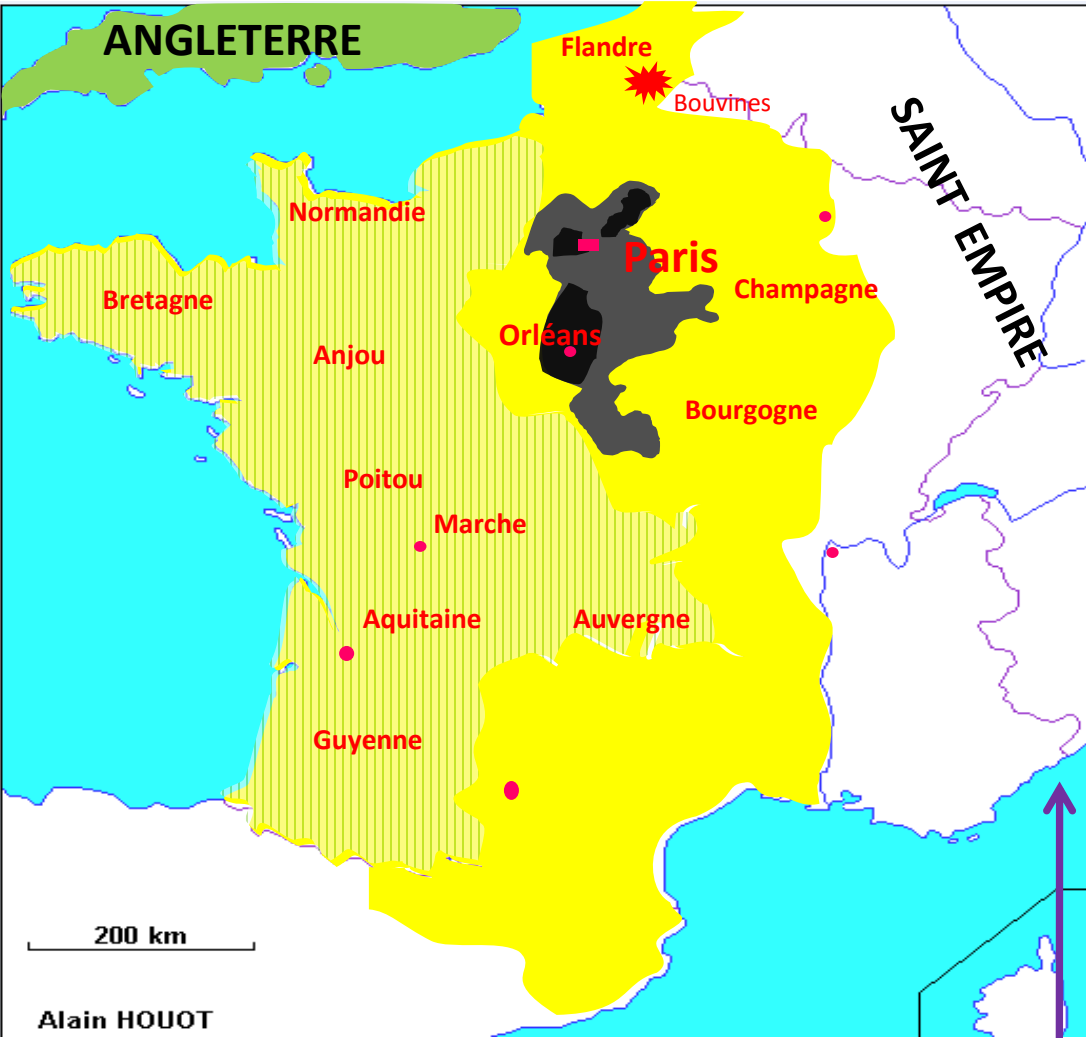 ANGLETERRE
Flandre
Bouvines
SAINT EMPIRE
Normandie
Paris
Champagne
Bretagne
Orléans
Anjou
Bourgogne
Poitou
Marche
Aquitaine
Auvergne
Guyenne
200 km
Alain HOUOT